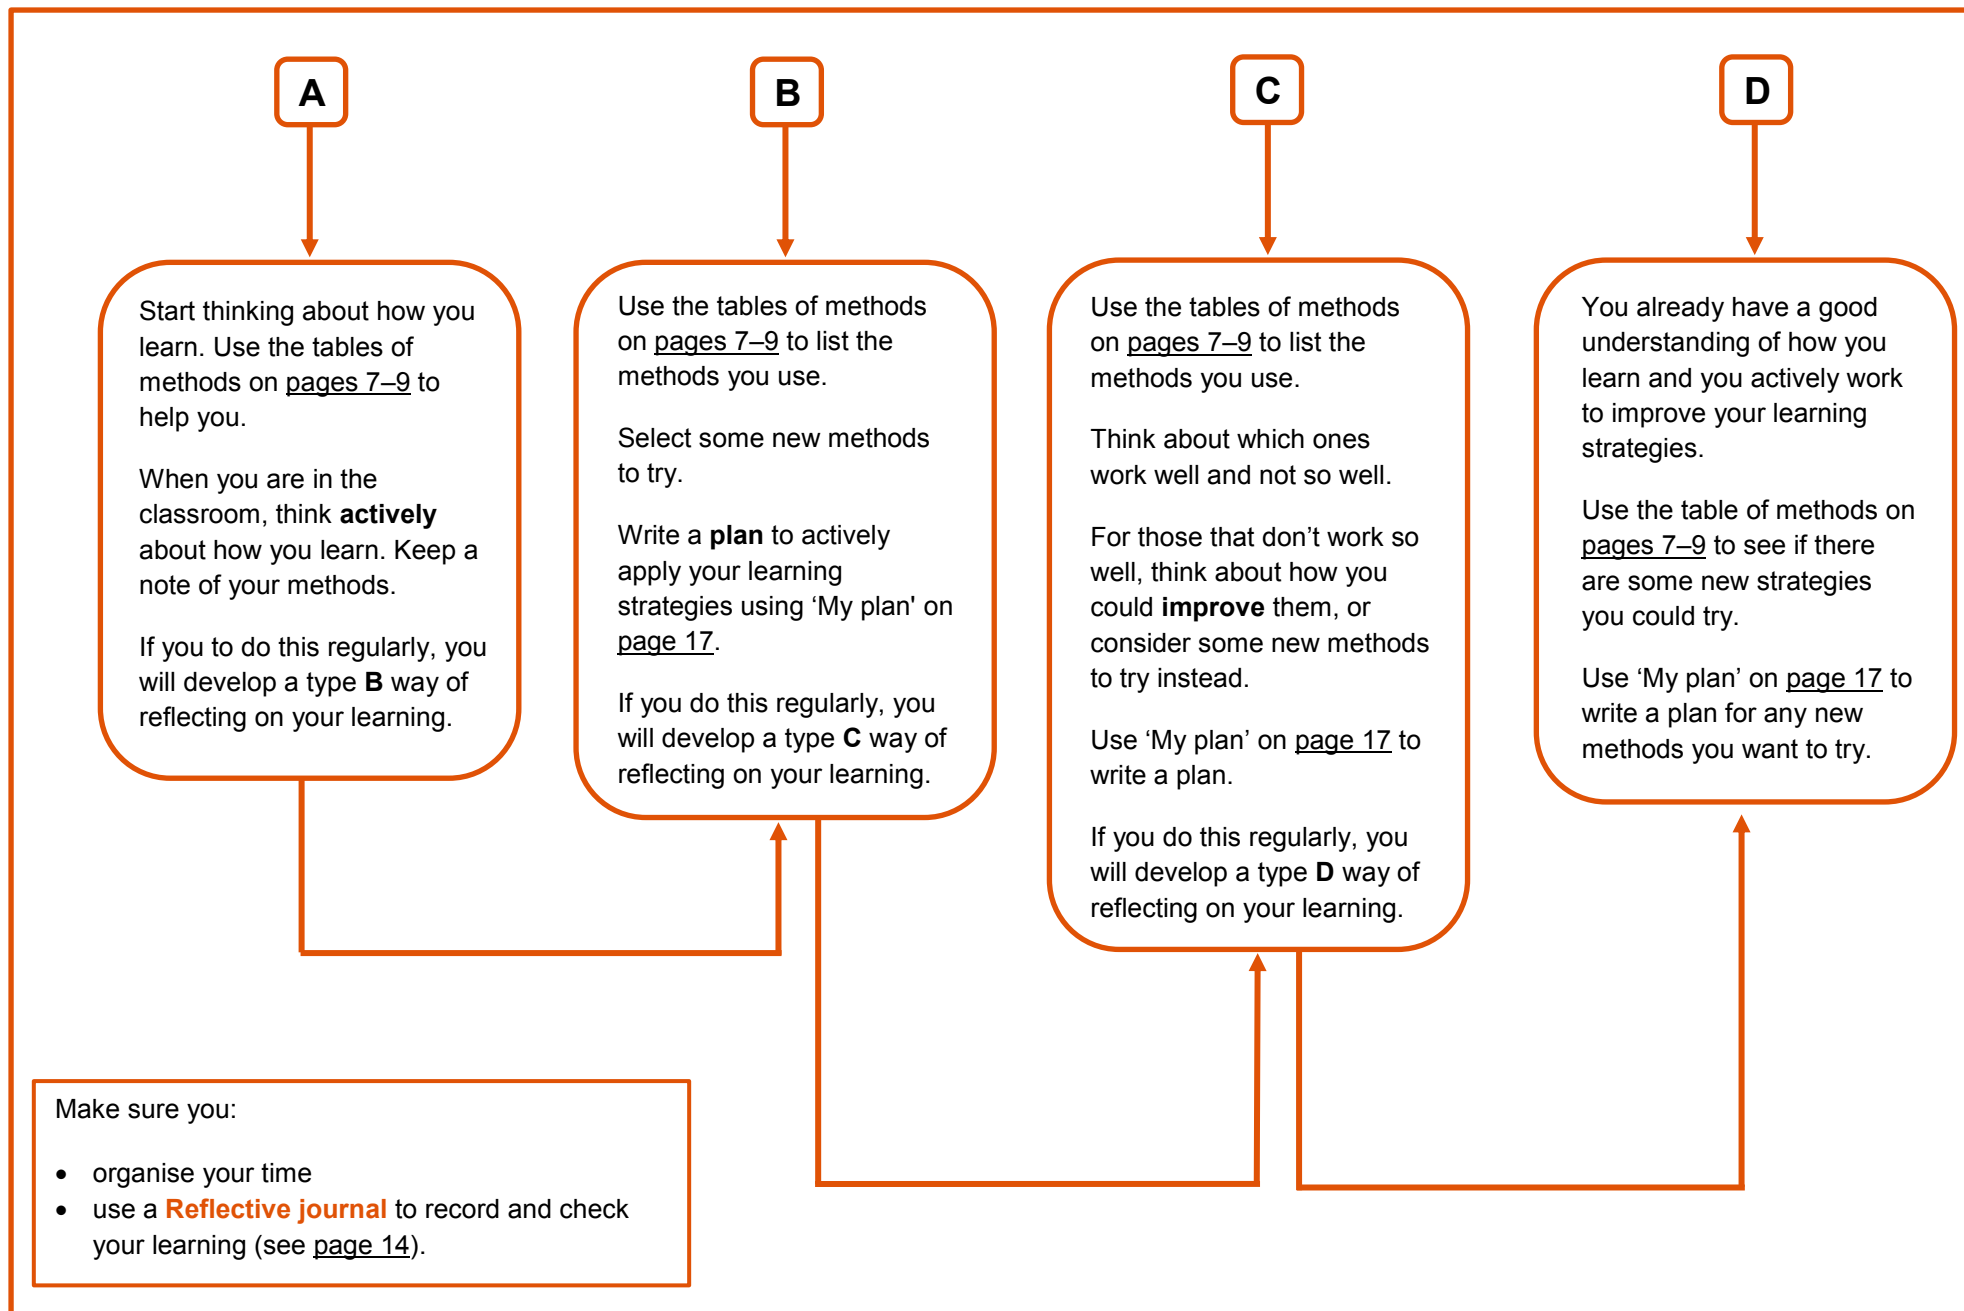 A
Start thinking about how you
learn. Use the tables of
methods on pages 7–9 to
help you.
When you are in the
classroom, think actively
about how you learn. Keep a
note of your methods.
If you to do this regularly, you
will develop a type B way of
reflecting on your learning.
B
Use the tables of methods
on pages 7–9 to list the
methods you use.
Select some new methods
to try.
Write a plan to actively
apply your learning
strategies using ‘My plan' on
page 17.
If you do this regularly, you
will develop a type C way of
reflecting on your learning.
C
Use the tables of methods
on pages 7–9 to list the
methods you use.
Think about which ones
work well and not so well.
For those that don’t work so
well, think about how you
could improve them, or
consider some new methods
to try instead.
Use ‘My plan’ on page 17 to
write a plan.
If you do this regularly, you
will develop a type D way of
reflecting on your learning.
D
You already have a good
understanding of how you
learn and you actively work
to improve your learning
strategies.
Use the table of methods on
pages 7–9 to see if there
are some new strategies
you could try.
Use ‘My plan’ on page 17 to
write a plan for any new
methods you want to try.
Make sure you:
• organise your time
• use a Reflective journal to record and check
your learning (see page 14).